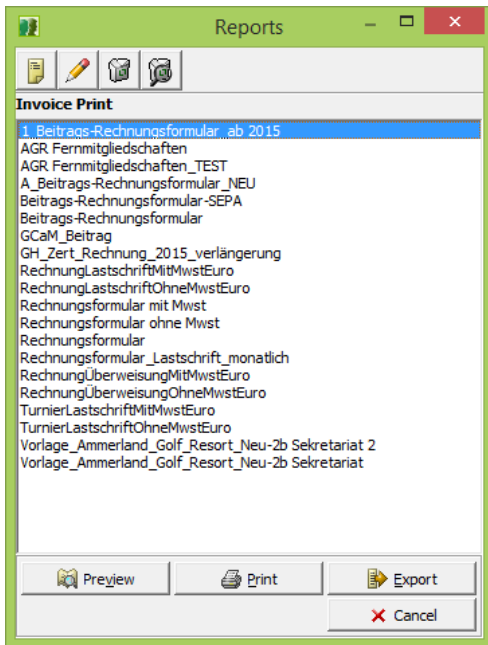 Reports
Invoice Print
1_Beitrags-Rechnungsformular_ab 2015
AGR Fernmitgliedschaften
AGR Fernmitgliedschaften_TEST
A_Beitrags-Rechnungsformular_NEU
Beitrags-Rechnungsformular-SEPA
Beitrags-Rechnungsformular
GCaM_Beitrag
GH_Zert_Rechnung_2015_verlängerung
RechnungLastschriftMitMwstEuro
RechnungLastschriftOhneMwstEuro
Rechnungsformular mit Mwst
Rechnungsformular ohne Mwst
Rechnungsformular
Rechnungsformular_Lastschrift_monatlich
RechnungÜberweisungMitMwstEuro
RechnungÜberweisungOhneMwstEuro
TurnierLastschriftMitMwstEuro
TurnierLastschriftOhneMwstEuro
Vorlage_Ammerland_Golf_Resort_Neu-2b Sekretariat 2
Vorlage_Ammerland_Golf_Resort_Neu-2b Sekretariat
Preview Print Export
Cancel